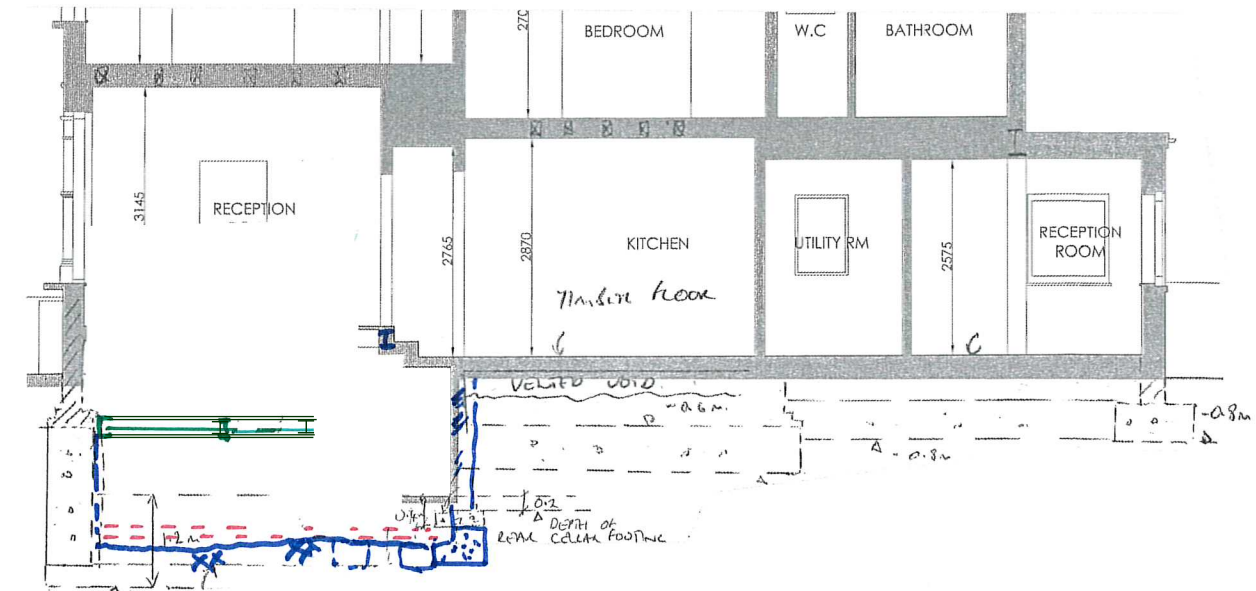 270
BEDROOM
W.C
BATHROOM
3145
RECEPTION
2765
2870
KITCHEN
UTILITY RM
2575
RECEPTION
ROOM
TIMBER FLOOR
VENTED VOID
-0.6m
-0.8m
-0.8m
0.2
DEPTH OF
REAR CELLAR FOOTING